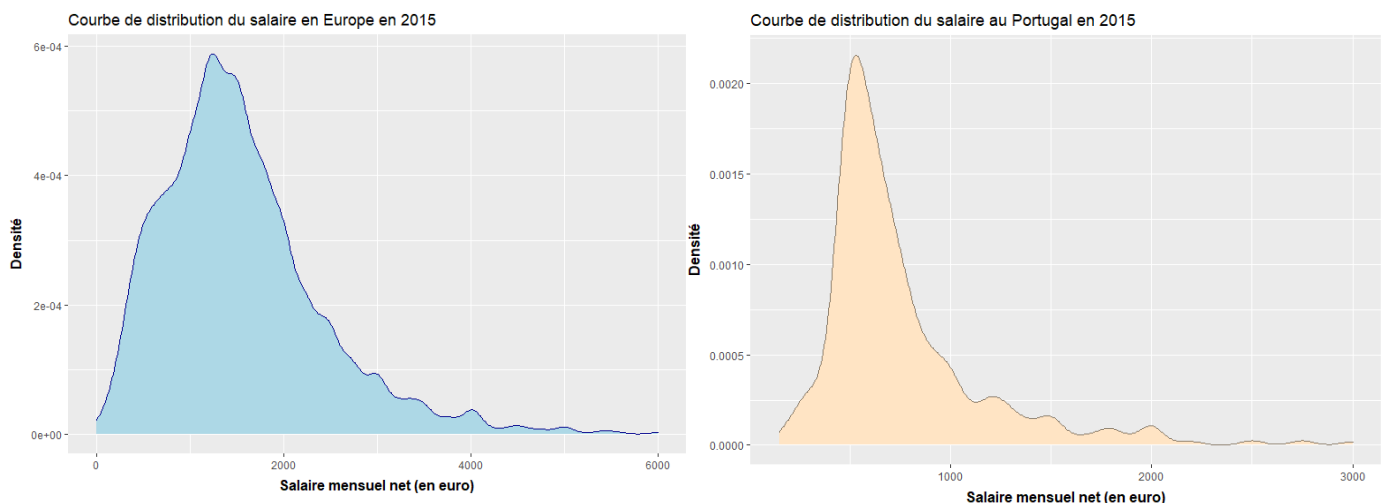 Courbe de distribution du salaire en Europe en 2015
6e-04
4e-04
2e-04
0e+00
Densité
0 2000 4000 6000
Salaire mensuel net (en euro)
Courbe de distribution du salaire au Portugal en 2015
0.0020
0.0015
0.0010
0.0005
0.0000
Densité
1000 2000 3000
Salaire mensuel net (en euro)